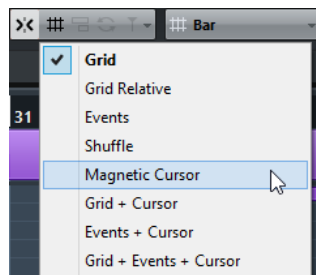 Bar
31
Grid
Grid Relative
Events
Shuffle
Magnetic Cursor
Grid + Cursor
Events + Cursor
Grid + Events + Cursor